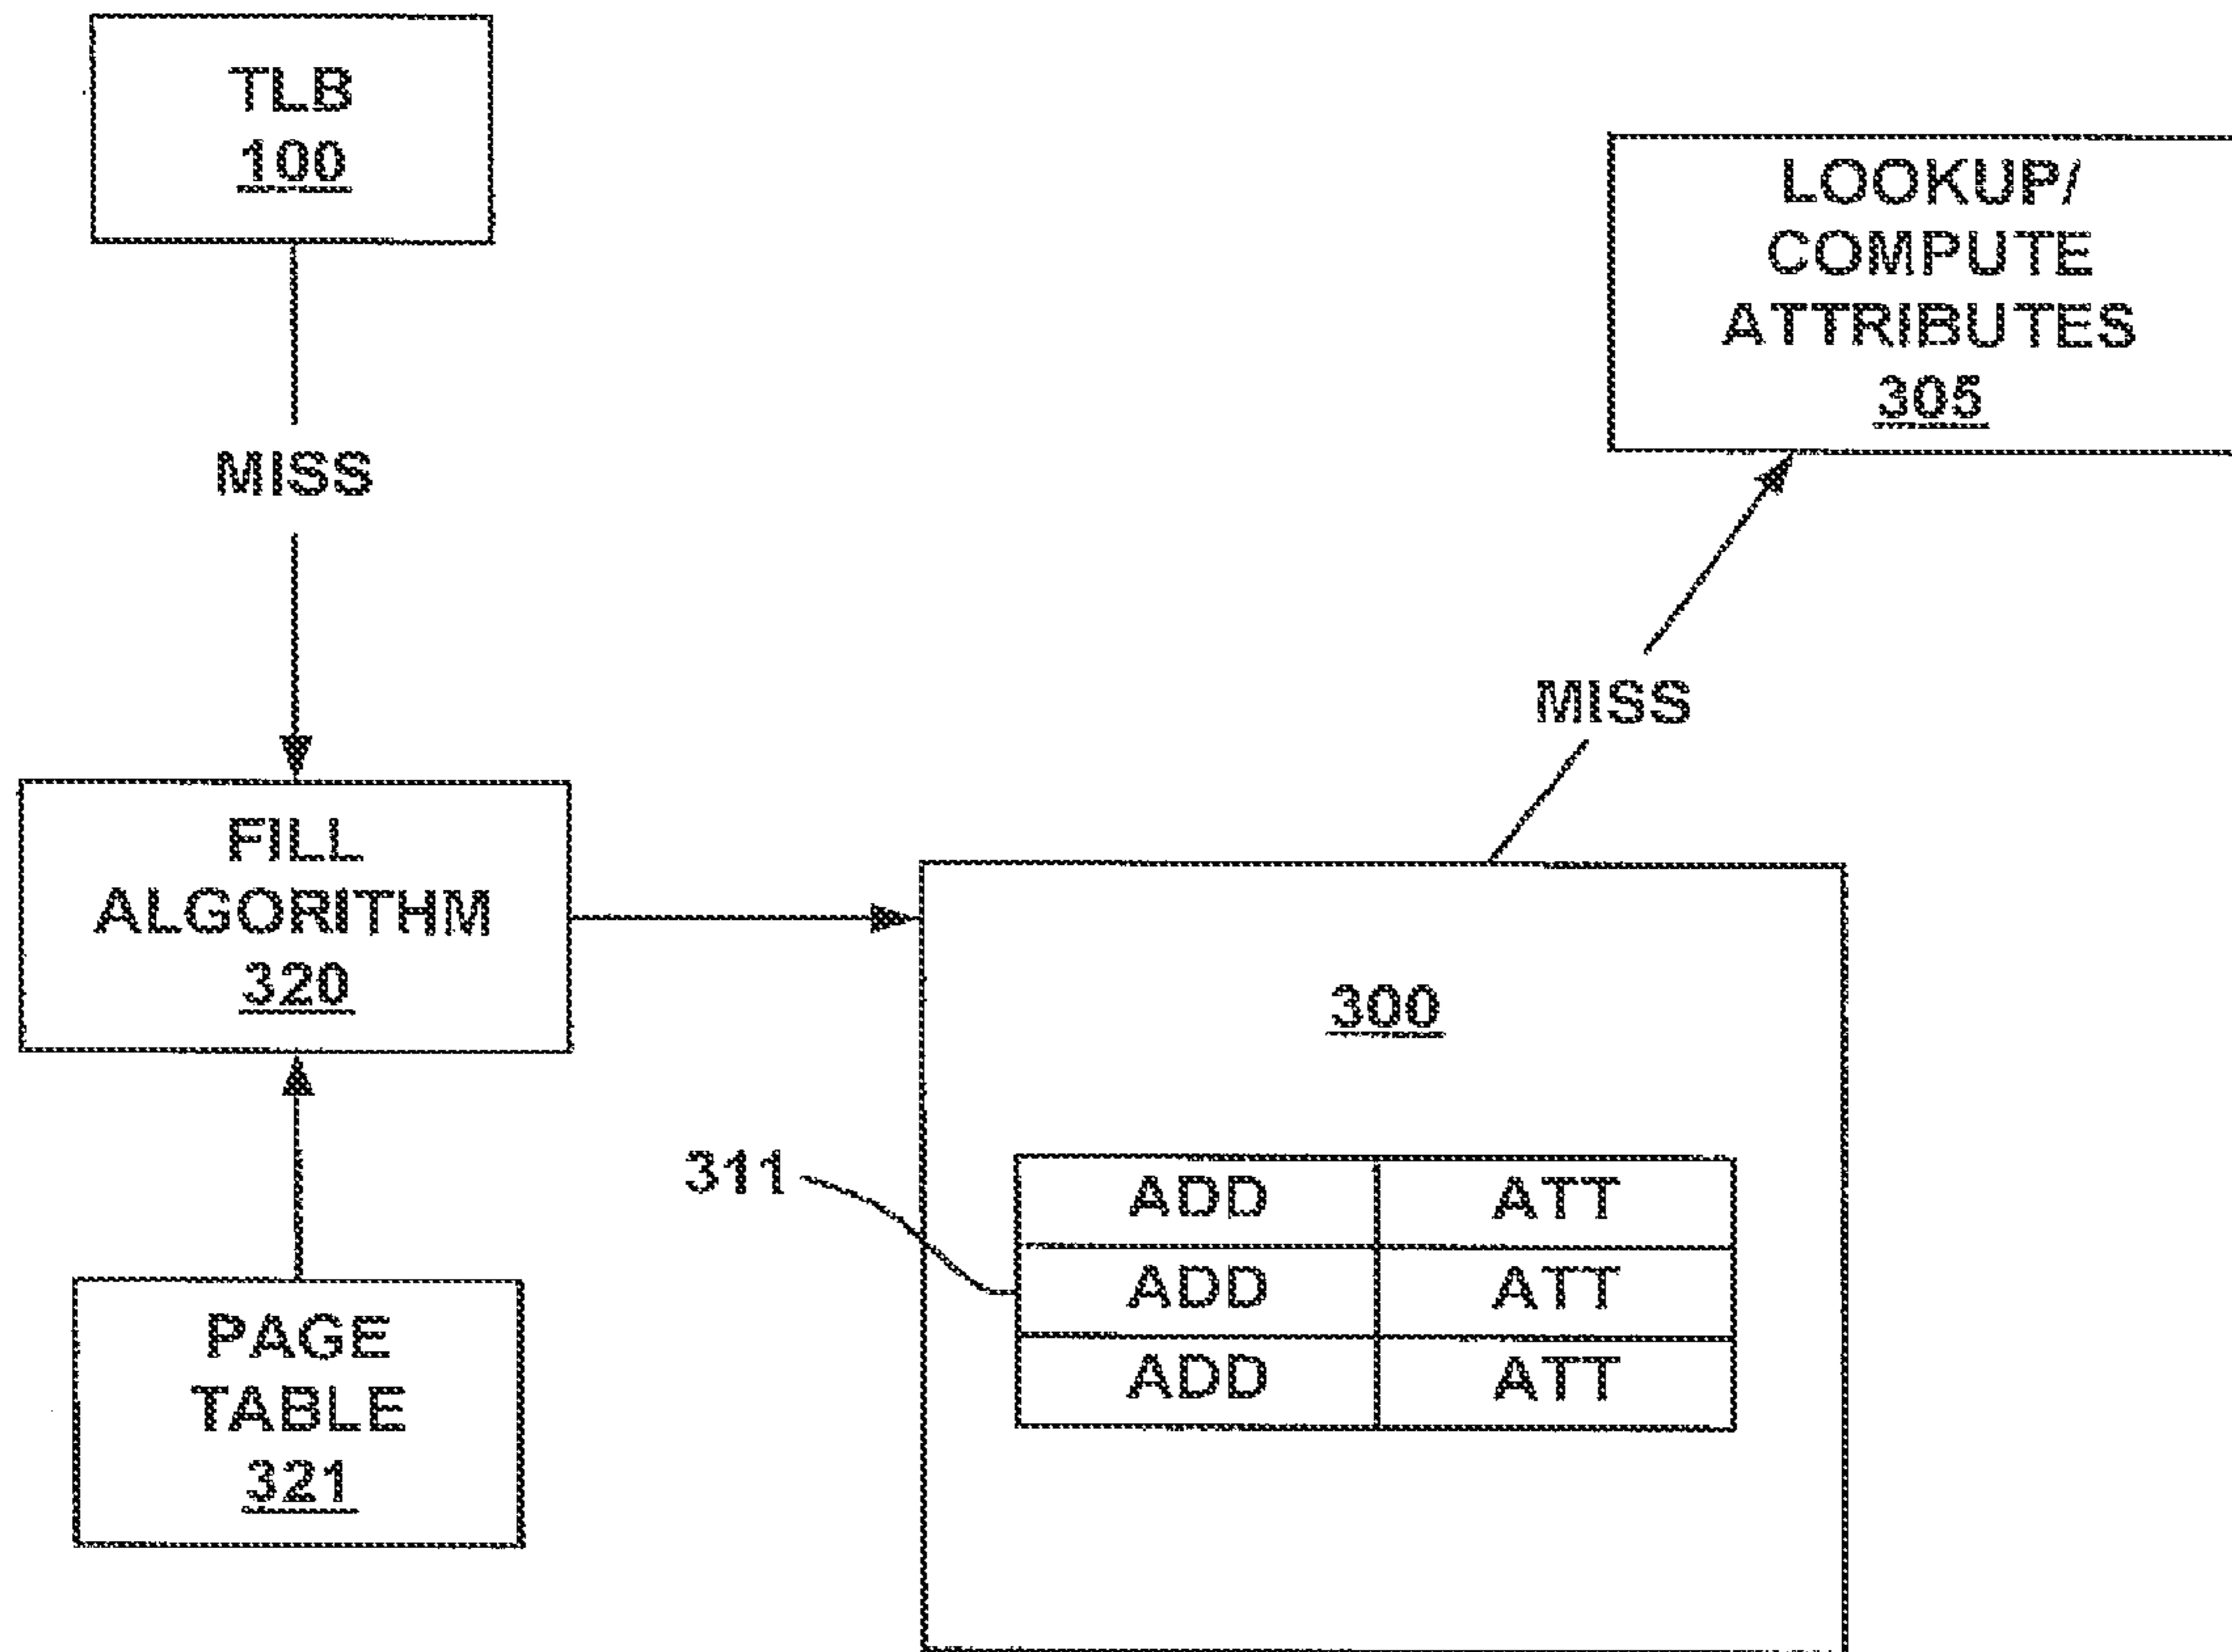 TLB
100
MISS
LOOKUP/
COMPUTE
ATTRIBUTES
305
MISS
FILL
ALGORITHM
320
300
311
ADD ATT
ADD ATT
ADD ATT
PAGE
TABLE
321